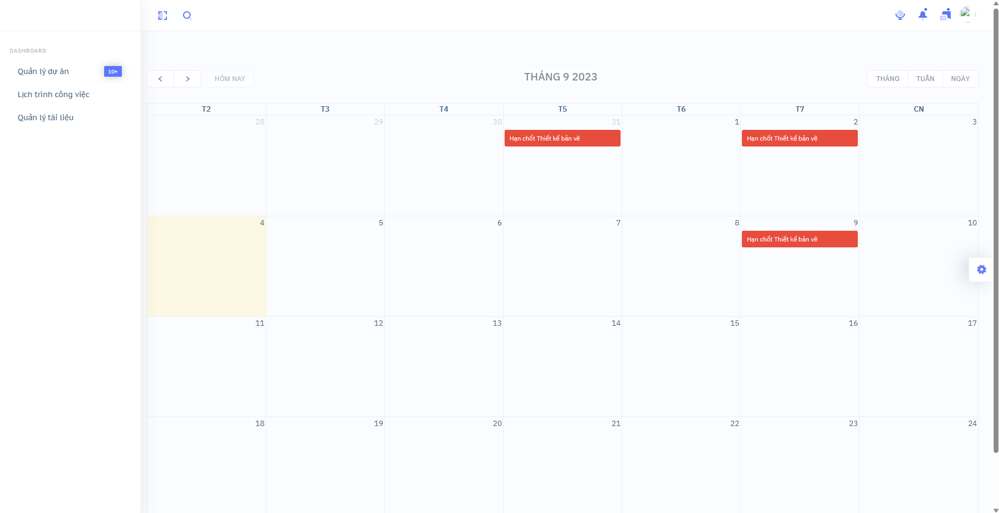 DASHBOARD
Quản lý dự án 10+
Lịch trình công việc
Quản lý tài liệu
HÔM NAY
THÁNG 9 2023
THÁNG TUẦN NGÀY
T2 T3 T4 T5 T6 T7 CN
28 29 30 31 1 2 3
Hạn chốt Thiết kế bản vẽ Hạn chốt Thiết kế bản vẽ
4 5 6 7 8 9 10
Hạn chốt Thiết kế bản vẽ
11 12 13 14 15 16 17
18 19 20 21 22 23 24